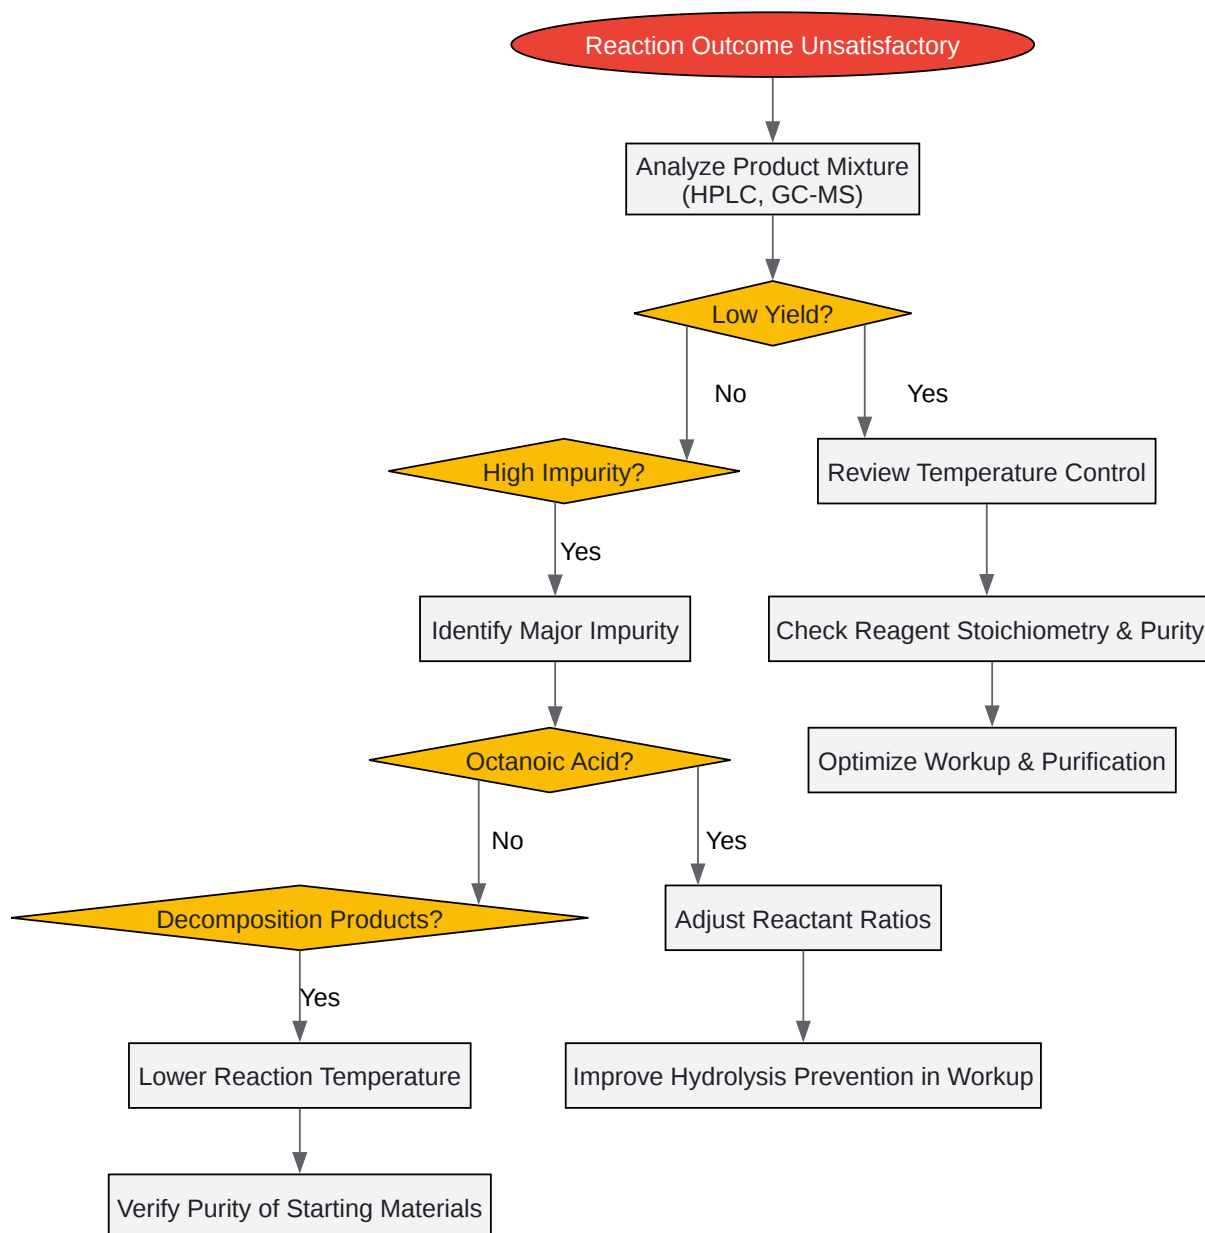 Reaction Outcome Unsatisfactory
Analyze Product Mixture
(HPLC, GC-MS)
Low Yield?
No
Yes
High Impurity?
Review Temperature Control
Yes
Identify Major Impurity
Check Reagent Stoichiometry & Purity
Octanoic Acid?
Optimize Workup & Purification
No
Yes
Decomposition Products?
Adjust Reactant Ratios
Yes
Lower Reaction Temperature
Improve Hydrolysis Prevention in Workup
Verify Purity of Starting Materials